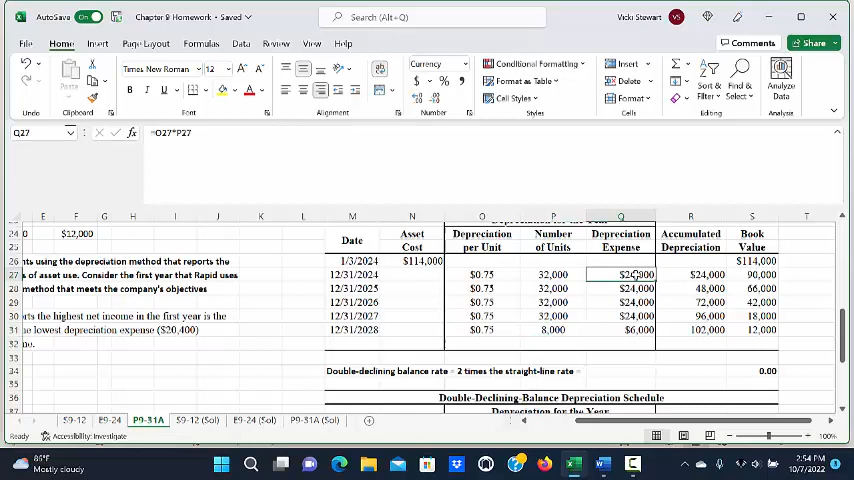 AutoSave On Chapter 9 Homework • Saved Search (Alt+Q) Vicki Stewart VS
File Home Insert Page Layout Formulas Data Review View Help Comments Share
Times New Roman 12 Currency Conditional Formatting Insert
Paste Format as Table Delete Sort & Find & Analyze
Cell Styles Format Filter Select Data
Undo Clipboard Font Alignment Number Styles Cells Editing Analysis
Q27 fx =O27*P27
E F G H I J K L M N O P Q R S
24 $12,000 Date Asset Depreciation Number Depreciation Accumulated Book
25 Cost per Unit of Units Expense Depreciation Value
26 nts using the depreciation method that reports the 1/3/2024 $114,000 $114,000
27 s of asset use. Consider the first year that Rapid uses 12/31/2024 $0.75 32,000 $24,000 $24,000 90,000
28 method that meets the company's objectives 12/31/2025 $0.75 32,000 $24,000 48,000 66,000
29 12/31/2026 $0.75 32,000 $24,000 72,000 42,000
30 rts the highest net income in the first year is the 12/31/2027 $0.75 32,000 $24,000 96,000 18,000
31 the lowest depreciation expense ($20,400) 12/31/2028 $0.75 8,000 $6,000 102,000 12,000
32 me.
33
34 Double-declining balance rate = 2 times the straight-line rate = 0.00
35
36 Double-Declining-Balance Depreciation Schedule
37 Depreciation for the Year
S9-12 E9-24 P9-31A S9-12 (Sol) E9-24 (Sol) P9-31A (Sol)
Ready Accessibility: Investigate 100%
85°F
Mostly cloudy
2:54 PM
10/7/2022